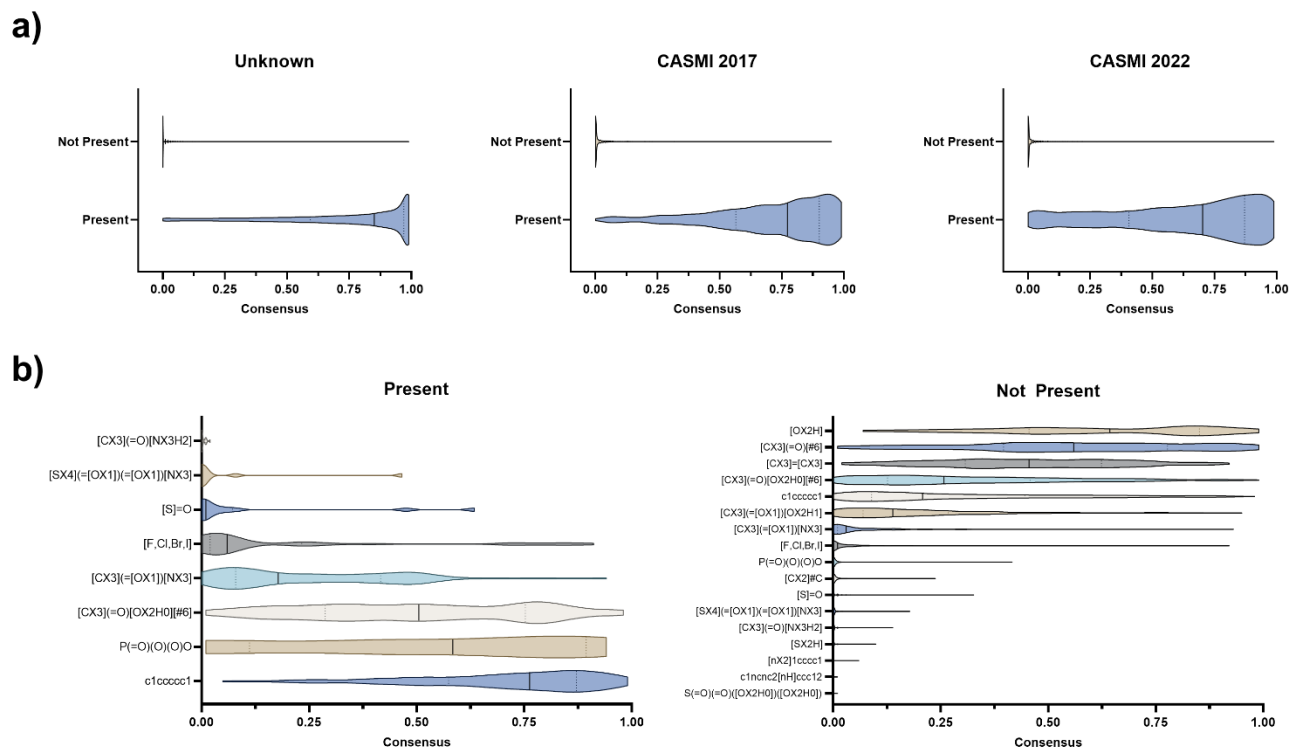 a)
Unknown
CASMI 2017
CASMI 2022
Not Present
Present
0.00 0.25 0.50 0.75 1.00
Consensus
Not Present
Present
0.00 0.25 0.50 0.75 1.00
Consensus
Not Present
Present
0.00 0.25 0.50 0.75 1.00
Consensus
b)
Present
[CX3](=O)[NX3H2]
[SX4](=[OX1])(=[OX1])[NX3]
[S]=O
[F,Cl,Br,I]
[CX3](=[OX1])[NX3]
[CX3](=O)[OX2H0][#6]
P(=O)(O)(O)O
c1ccccc1
0.00 0.25 0.50 0.75 1.00
Consensus
Not Present
[OX2H]
[CX3](=O)[#6]
[CX3]=[CX3]
[CX3](=O)[OX2H0][#6]
c1ccccc1
[CX3](=[OX1])[OX2H1]
[CX3](=[OX1])[NX3]
[F,Cl,Br,I]
P(=O)(O)(O)O
[CX2]#C
[S]=O
[SX4](=[OX1])(=[OX1])[NX3]
[CX3](=O)[NX3H2]
[SX2H]
[nX2]1cccc1
c1ncnc2[nH]ccc12
S(=O)(=O)([OX2H0])([OX2H0])
0.00 0.25 0.50 0.75 1.00
Consensus